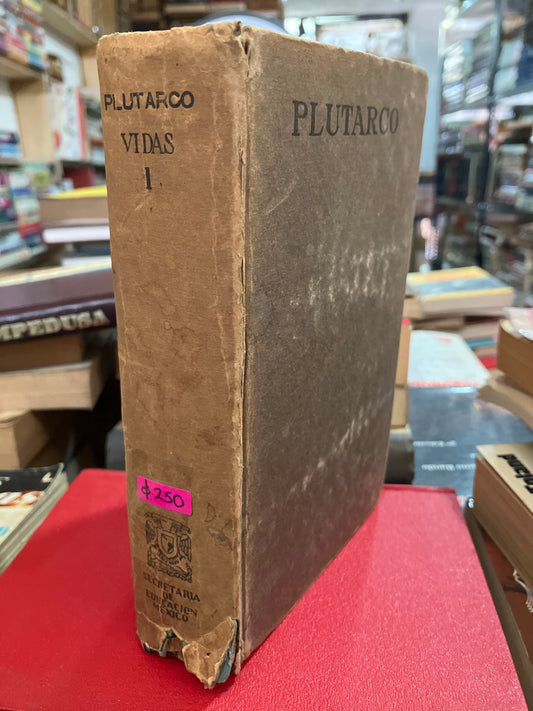 PLUTARCO
VIDAS
I
¢250
SECRETARIA
DE
EDUCACION
MEXICO
PLUTARCO
MPEDUSA